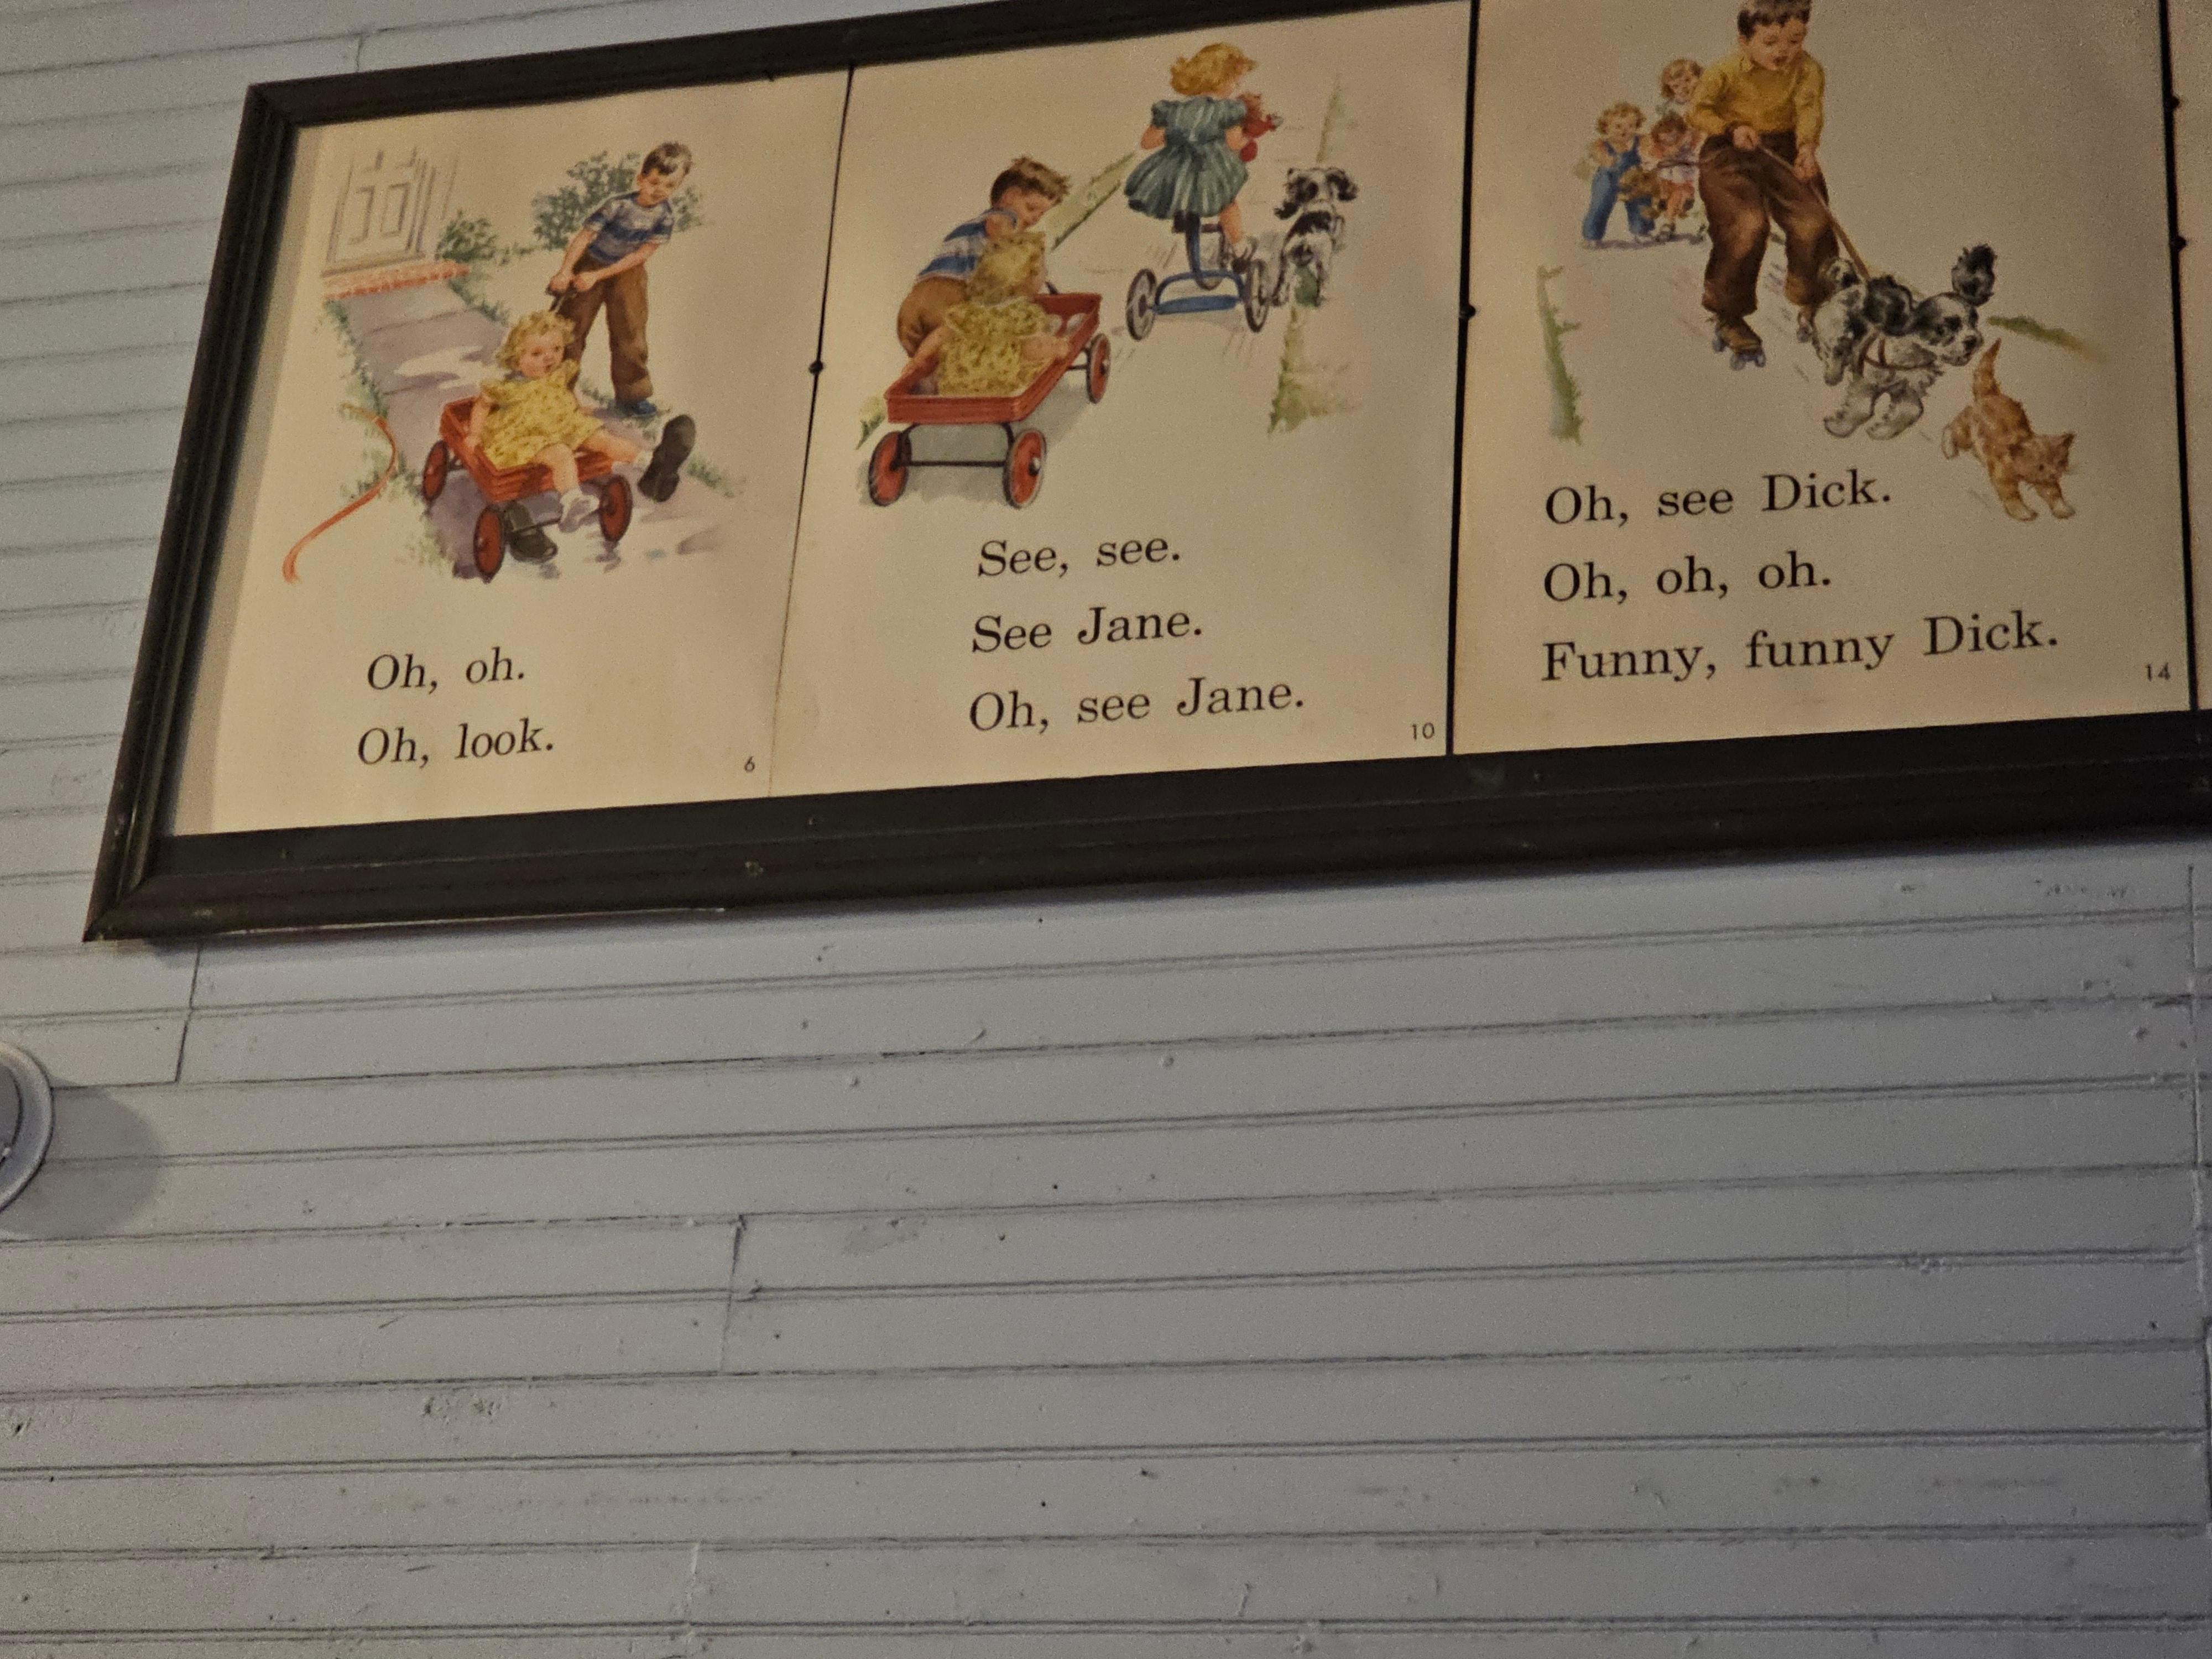 Oh, oh.
Oh, look.
6
See, see.
See Jane.
Oh, see Jane.
10
Oh, see Dick.
Oh, oh, oh.
Funny, funny Dick.
14